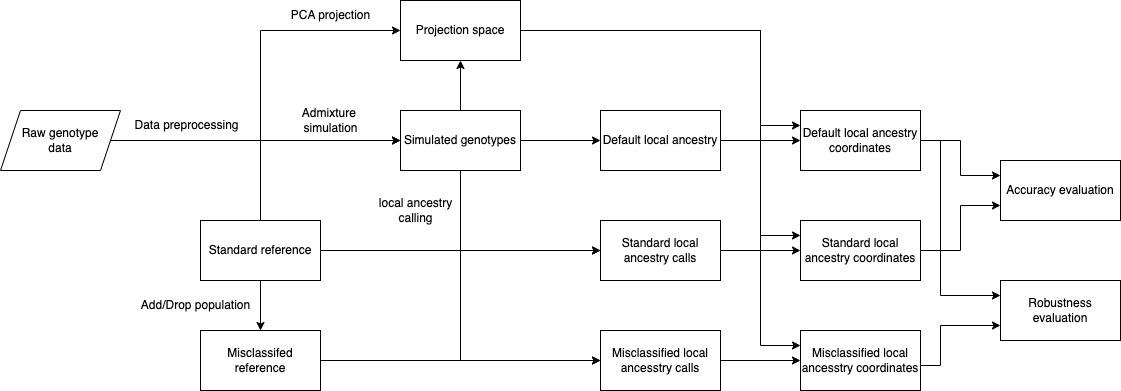 PCA projection
Projection space
Raw genotype
data
Data preprocessing
Admixture
simulation
Simulated genotypes
Default local ancestry
Default local ancestry
coordinates
Accuracy evaluation
local ancestry
calling
Standard reference
Standard local
ancestry calls
Standard local
ancestry coordinates
Add/Drop population
Robustness
evaluation
Misclassifed
reference
Misclassified local
ancesstry calls
Misclassified local
ancesstry coordinates